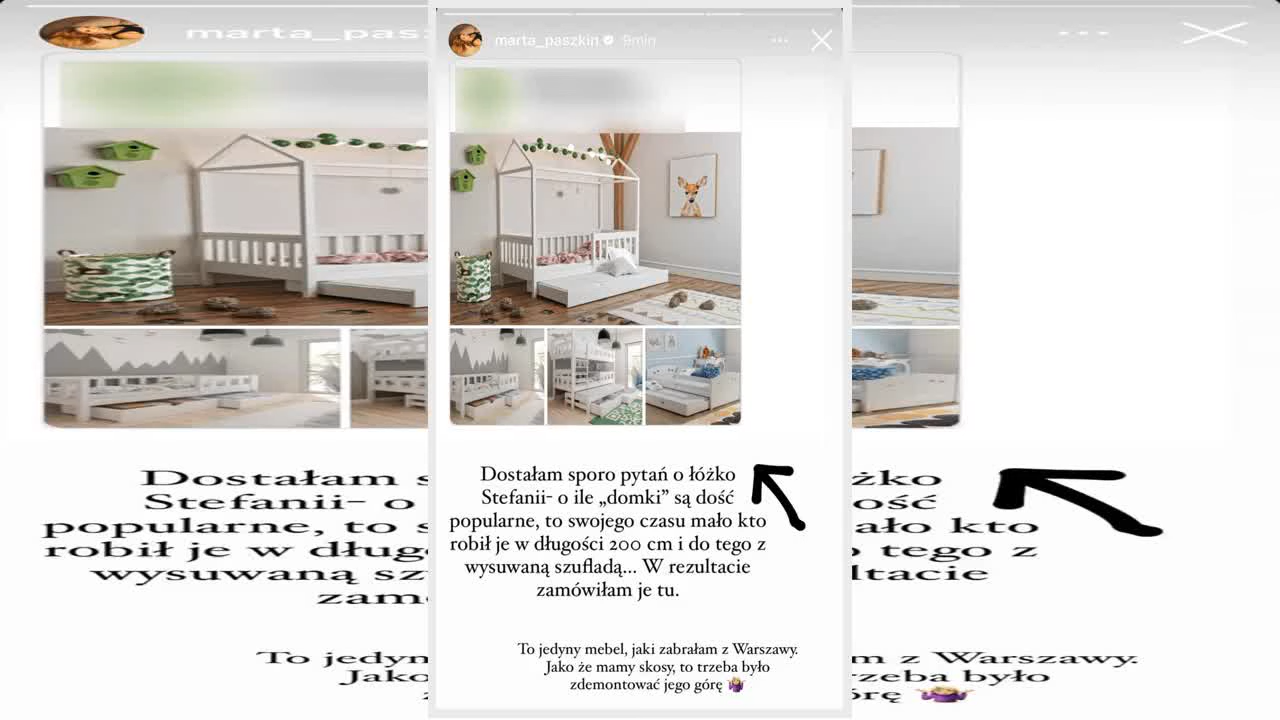 marta_paszkin 9min
Dostałam sporo pytań o łóżko
Stefanii- o ile „domki” są dość
popularne, to swojego czasu mało kto
robił je w długości 200 cm i do tego z
wysuwaną szufladą... W rezultacie
zamówiłam je tu.
To jedyny mebel, jaki zabrałam z Warszawy.
Jako że mamy skosy, to trzeba było
zdemontować jego górę 🤷‍♀️